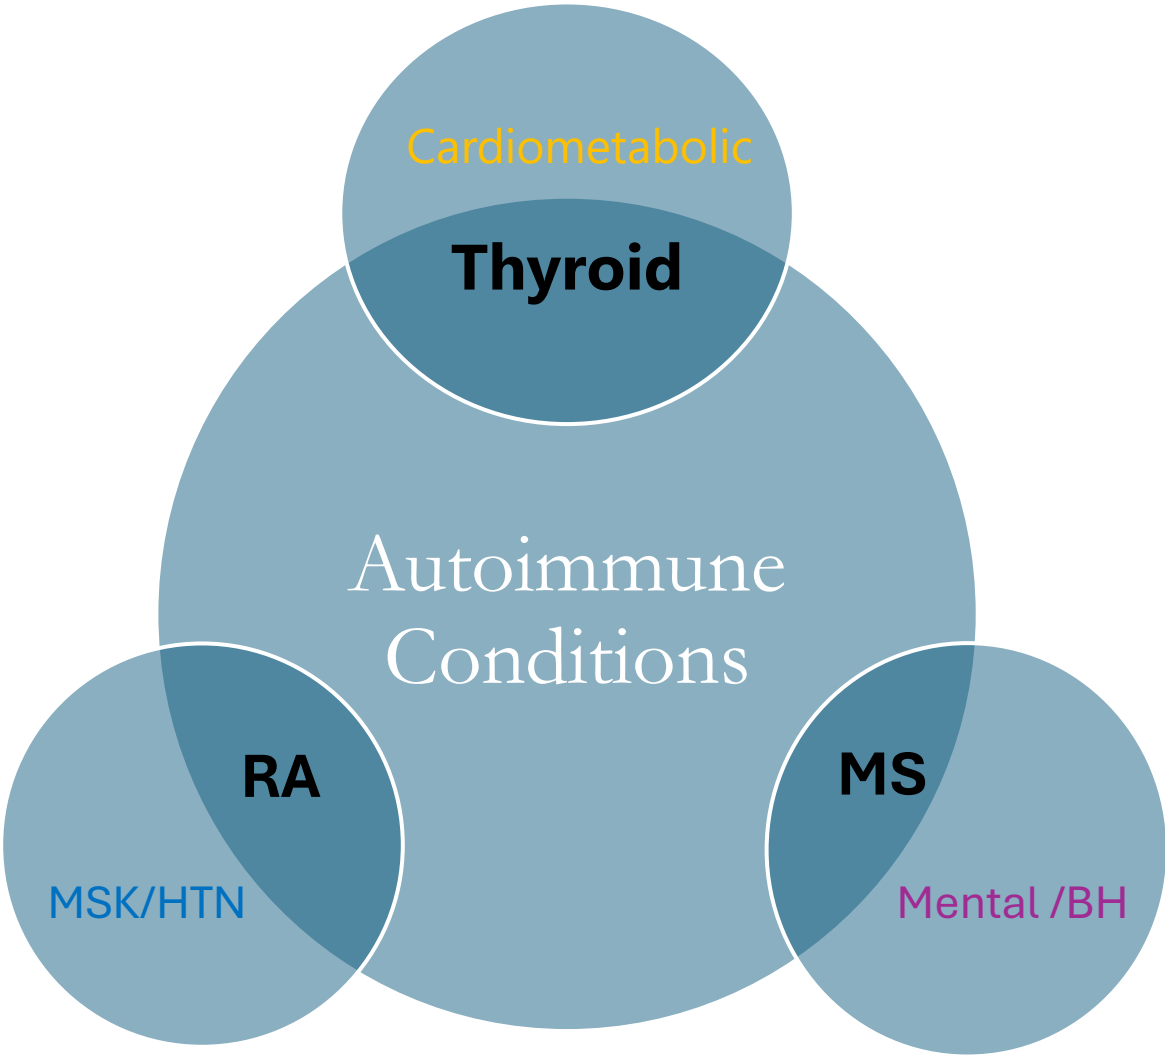 Cardiometabolic
Thyroid
Autoimmune
Conditions
RA
MS
MSK/HTN
Mental /BH